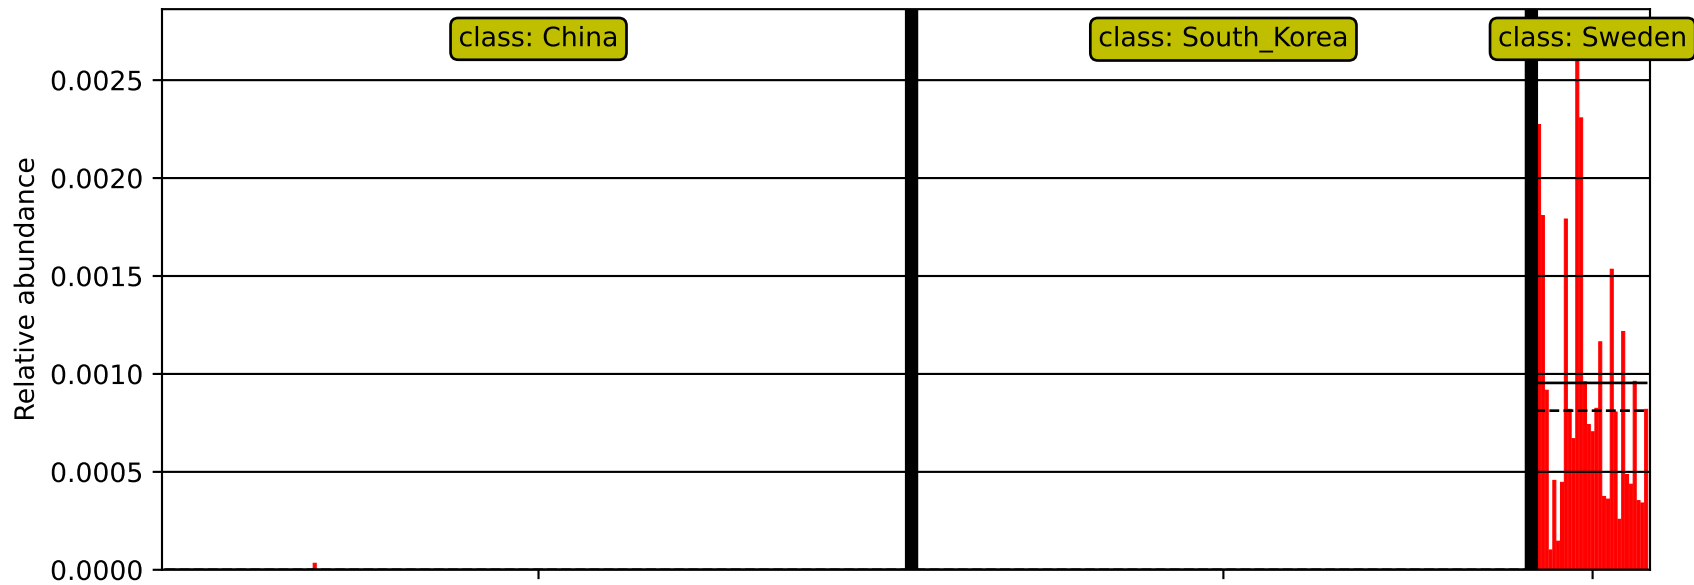 class: China
class: South_Korea
class: Sweden
Relative abundance
0.0025
0.0020
0.0015
0.0010
0.0005
0.0000